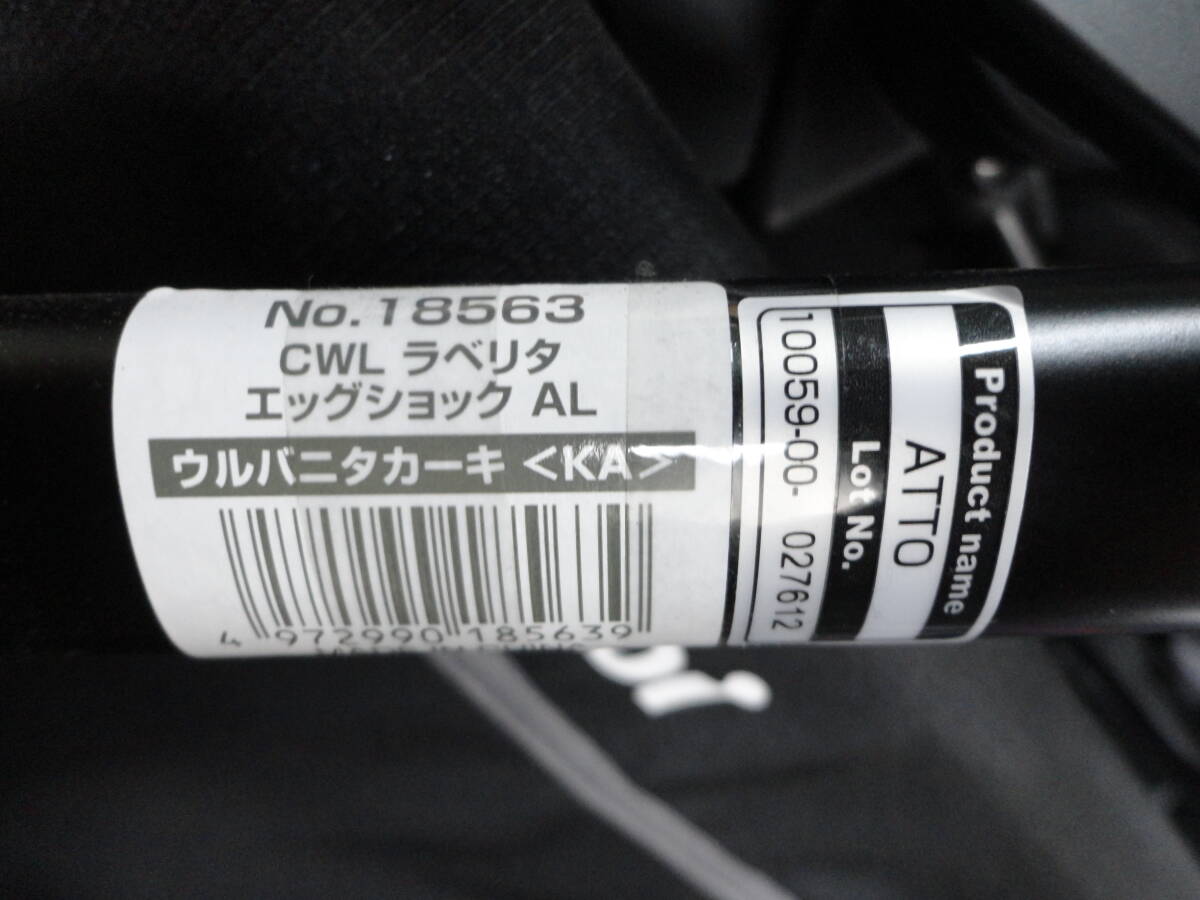 No.18563
CWL ラベリタ
エッグショック AL
ウルバニタカーキ <KA>
4 972990 185639
Product name
ATTO
Lot No.
10059-00- 027612